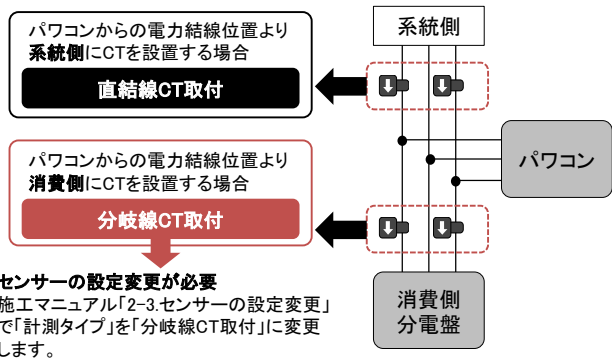 パワコンからの電力結線位置より
系統側にCTを設置する場合
直結線CT取付
系統側
パワコン
パワコンからの電力結線位置より
消費側にCTを設置する場合
分岐線CT取付
センサーの設定変更が必要
施工マニュアル「2-3.センサーの設定変更」
で「計測タイプ」を「分岐線CT取付」に変更
します。
消費側
分電盤